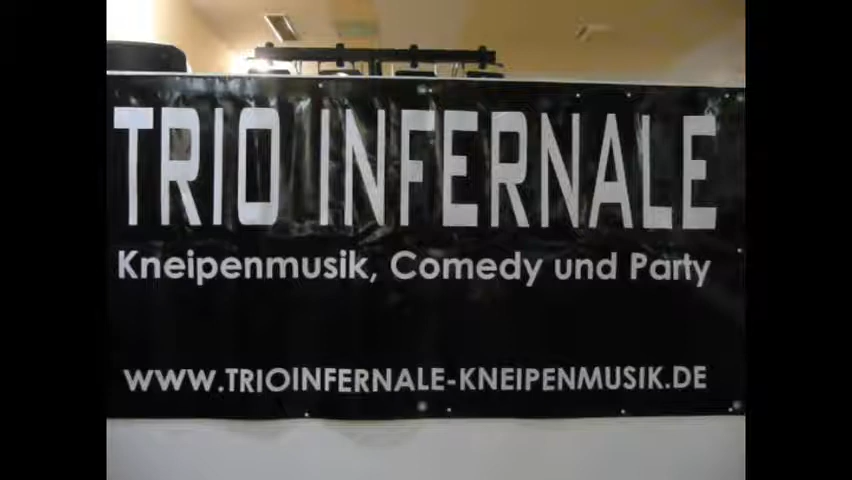 TRIO INFERNALE
Kneipenmusik, Comedy und Party
WWW.TRIOINFERNALE-KNEIPENMUSIK.DE